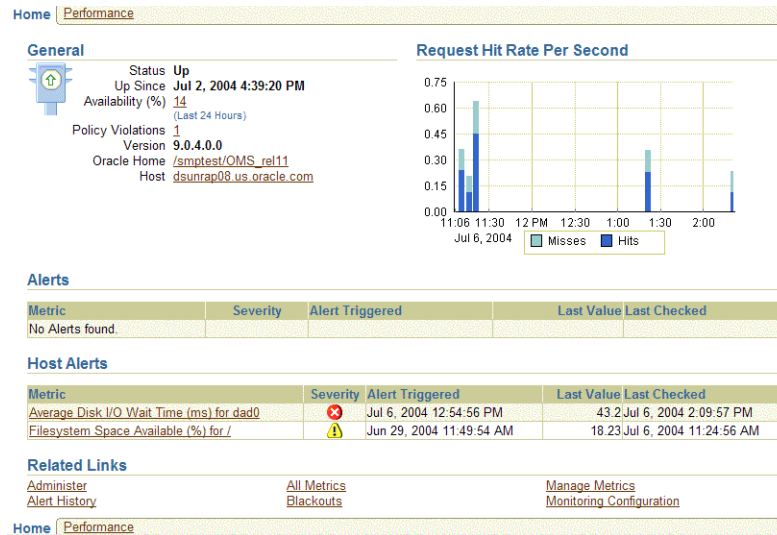 Home Performance
General
Status Up
Up Since Jul 2, 2004 4:39:20 PM
Availability (%) 14
(Last 24 Hours)
Policy Violations 1
Version 9.0.4.0.0
Oracle Home /smptest/OMS_rel11
Host dsunrap08.us.oracle.com
Request Hit Rate Per Second
0.75
0.60
0.45
0.30
0.15
0.00
11:06 11:30 12 PM 12:30 1:00 1:30 2:00
Jul 6, 2004
Misses Hits
Alerts
Metric Severity Alert Triggered Last Value Last Checked
No Alerts found.
Host Alerts
Metric Severity Alert Triggered Last Value Last Checked
Average Disk I/O Wait Time (ms) for dad0 Jul 6, 2004 12:54:56 PM 43.2 Jul 6, 2004 2:09:57 PM
Filesystem Space Available (%) for / Jun 29, 2004 11:49:54 AM 18.23 Jul 6, 2004 11:24:56 AM
Related Links
Administer All Metrics Manage Metrics
Alert History Blackouts Monitoring Configuration
Home Performance